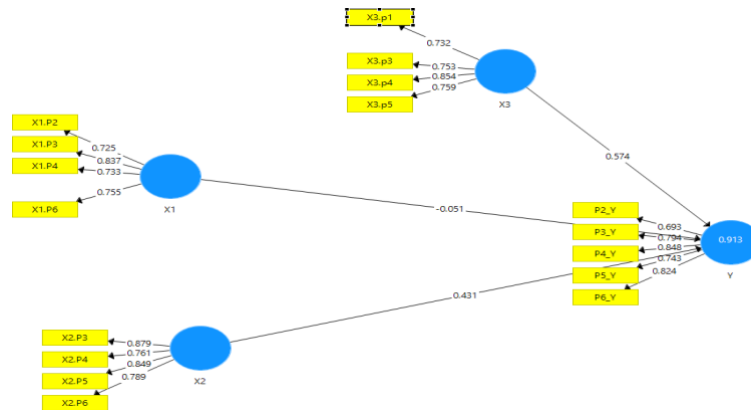 X3.p1
0.732
X3.p3
0.753
X3.p4
0.854
X3.p5
0.759
X3
X1.P2
0.725
X1.P3
0.837
X1.P4
0.733
X1.P6
0.755
X1
0.574
-0.051
0.431
P2_Y
0.693
P3_Y
0.794
P4_Y
0.848
P5_Y
0.743
P6_Y
0.824
0.913
Y
X2.P3
0.879
X2.P4
0.761
X2.P5
0.849
X2.P6
0.789
X2